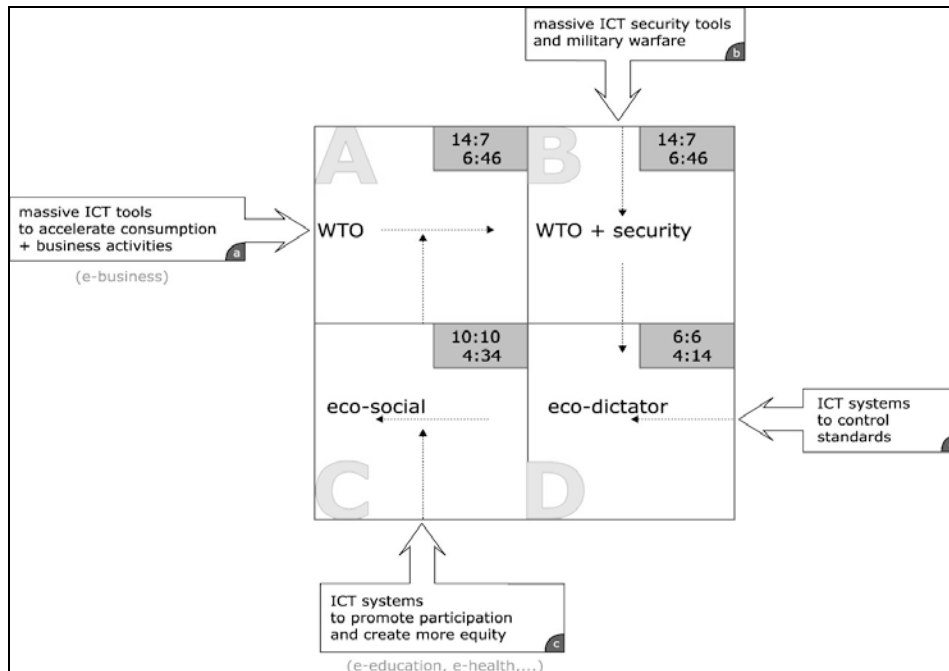 massive ICT security tools
and military warfare
b
A
14:7
6:46
B
14:7
6:46
massive ICT tools
to accelerate consumption
+ business activities
a
(e-business)
WTO
WTO + security
10:10
4:34
6:6
4:14
eco-social
eco-dictator
ICT systems
to control
standards
C
D
ICT systems
to promote participation
and create more equity
c
(e-education, e-health,...)